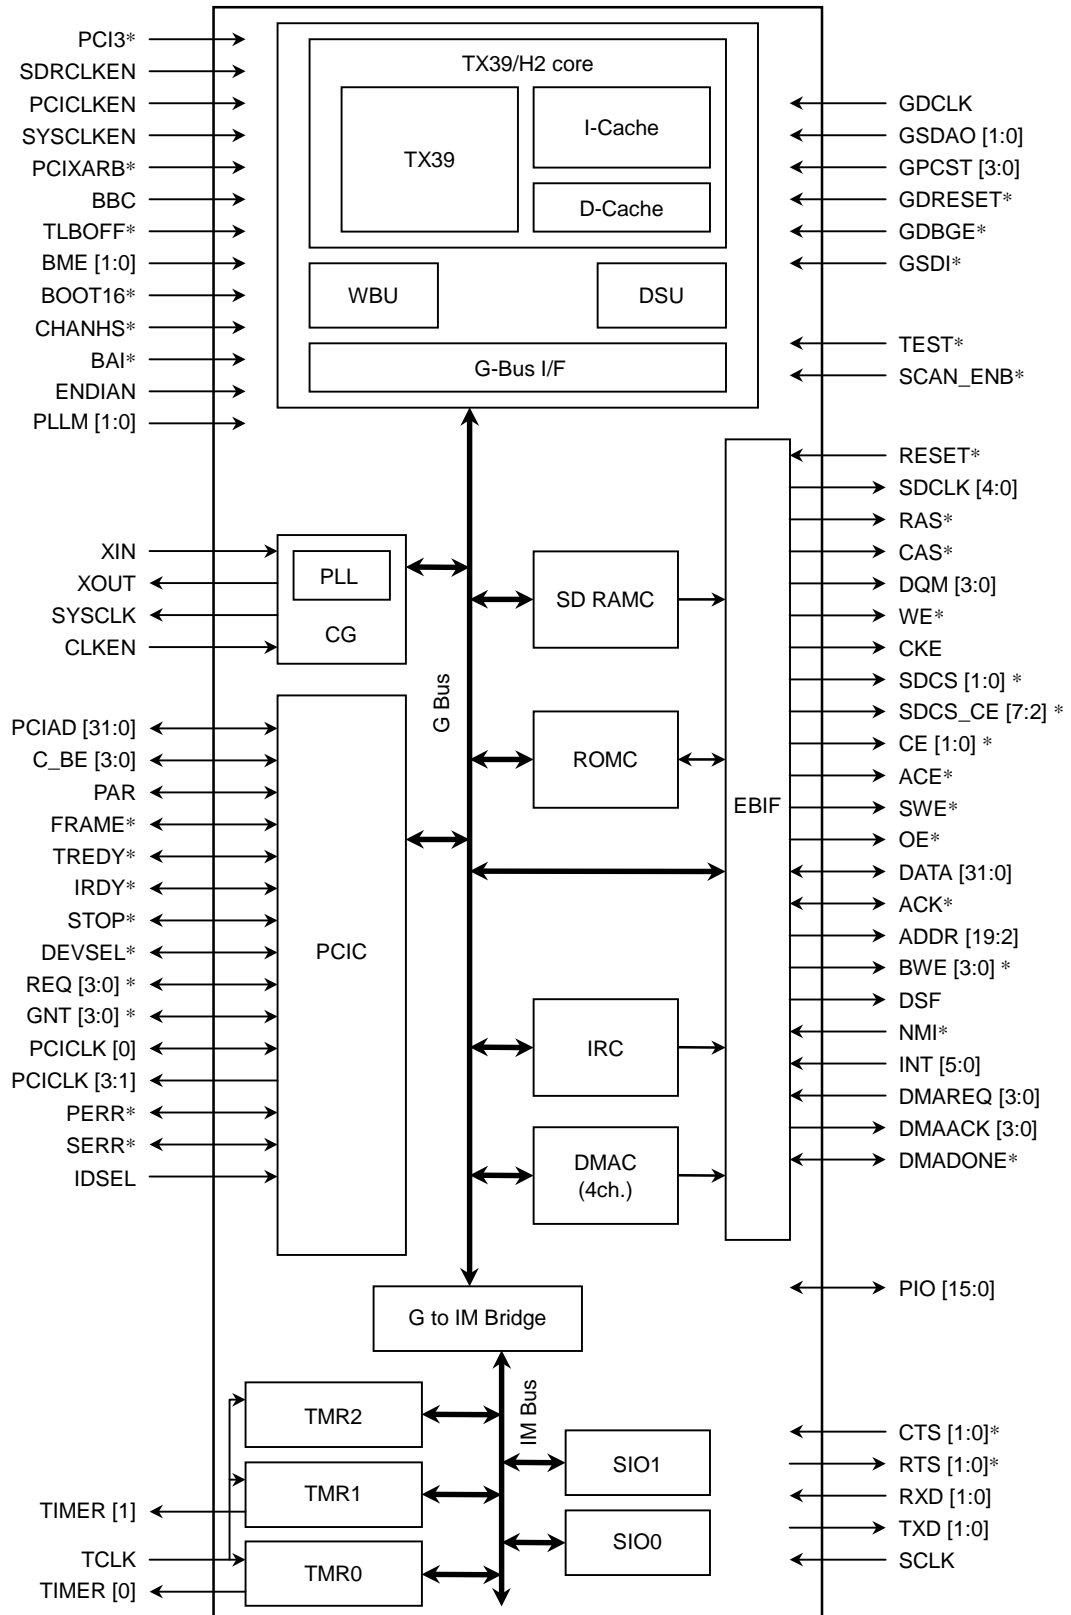 PCI3*
SDRCLKEN
PCICLKEN
SYSCLKEN
PCIXARB*
BBC
TLBOFF*
BME [1:0]
BOOT16*
CHANHS*
BAI*
ENDIAN
PLLM [1:0]
XIN
XOUT
SYSCLK
CLKEN
PCIAD [31:0]
C_BE [3:0]
PAR
FRAME*
TREDY*
IRDY*
STOP*
DEVSEL*
REQ [3:0] *
GNT [3:0] *
PCICLK [0]
PCICLK [3:1]
PERR*
SERR*
IDSEL
TIMER [1]
TCLK
TIMER [0]
TX39/H2 core
TX39
I-Cache
D-Cache
WBU
DSU
G-Bus I/F
PLL
CG
G Bus
SD RAMC
ROMC
EBIF
PCIC
IRC
DMAC
(4ch.)
G to IM Bridge
IM Bus
TMR2
TMR1
TMR0
SIO1
SIO0
GDCLK
GSDAO [1:0]
GPCST [3:0]
GDRESET*
GDBGE*
GSDI*
TEST*
SCAN_ENB*
RESET*
SDCLK [4:0]
RAS*
CAS*
DQM [3:0]
WE*
CKE
SDCS [1:0] *
SDCS_CE [7:2] *
CE [1:0] *
ACE*
SWE*
OE*
DATA [31:0]
ACK*
ADDR [19:2]
BWE [3:0] *
DSF
NMI*
INT [5:0]
DMAREQ [3:0]
DMAACK [3:0]
DMADONE*
PIO [15:0]
CTS [1:0]*
RTS [1:0]*
RXD [1:0]
TXD [1:0]
SCLK